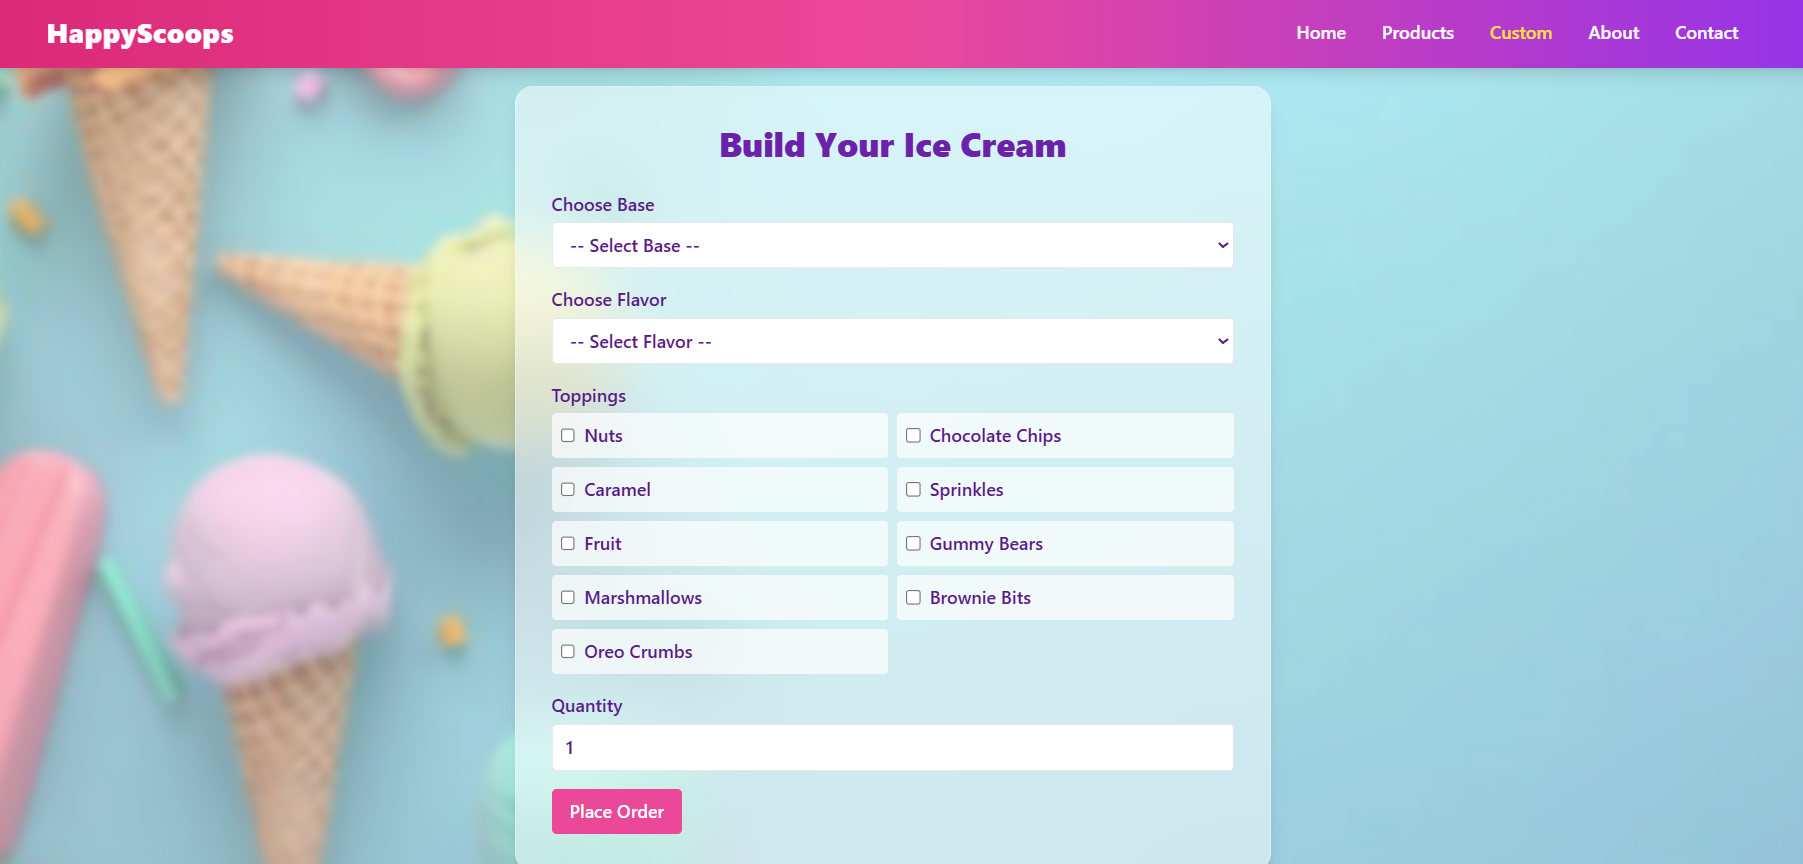 HappyScoops
Home Products Custom About Contact
Build Your Ice Cream
Choose Base
-- Select Base --
Choose Flavor
-- Select Flavor --
Toppings
Nuts
Chocolate Chips
Caramel
Sprinkles
Fruit
Gummy Bears
Marshmallows
Brownie Bits
Oreo Crumbs
Quantity
1
Place Order